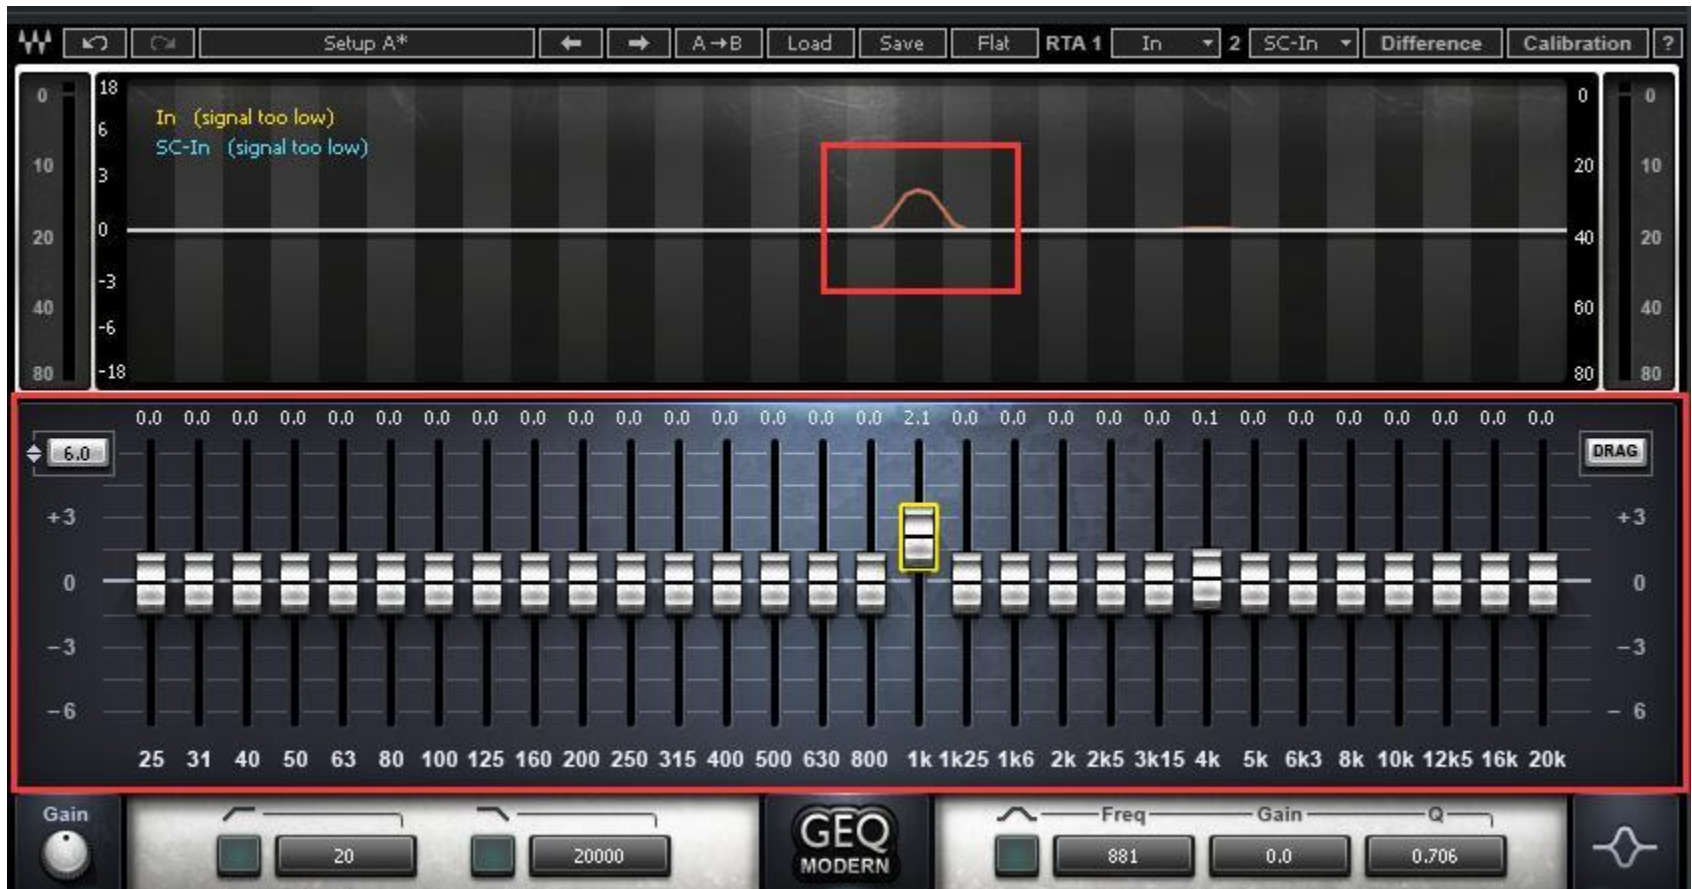 Setup A* A→B Load Save Flat RTA 1 In 2 SC-In Difference Calibration ?
0 18 0 0
In (signal too low)
6
SC-In (signal too low)
10 3 20 10
20 0 40 20
-3
40 60 40
-6
80 -18 80 80
0.0 0.0 0.0 0.0 0.0 0.0 0.0 0.0 0.0 0.0 0.0 0.0 0.0 0.0 0.0 0.0 2.1 0.0 0.0 0.0 0.0 0.0 0.1 0.0 0.0 0.0 0.0 0.0 0.0 0.0
6.0 DRAG
+3 +3
0 0
-3 -3
-6 - 6
25 31 40 50 63 80 100 125 160 200 250 315 400 500 630 800 1k 1k25 1k6 2k 2k5 3k15 4k 5k 6k3 8k 10k 12k5 16k 20k
Gain Freq Gain Q
20 20000 GEQ 881 0.0 0.706
MODERN